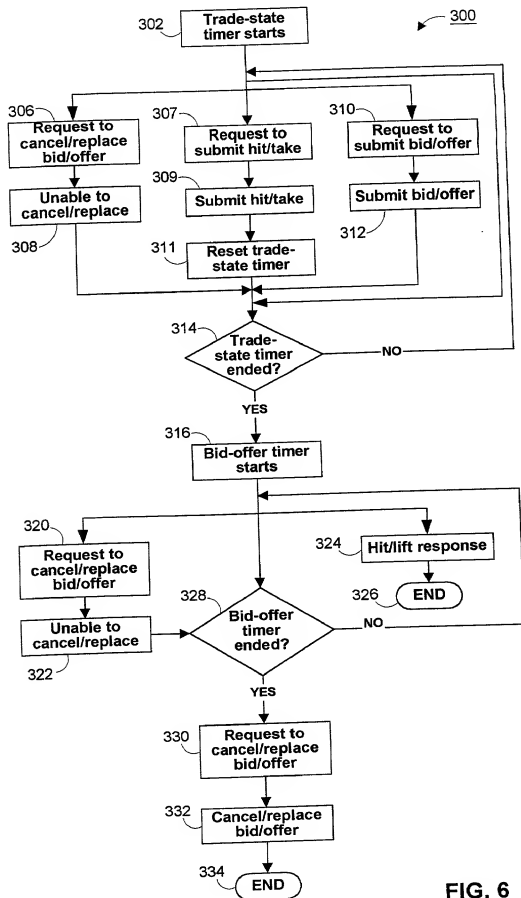 302
Trade-state
timer starts
300
306
Request to
cancel/replace
bid/offer
307
Request to
submit hit/take
310
Request to
submit bid/offer
Unable to
cancel/replace
308
309
Submit hit/take
Submit bid/offer
312
311
Reset trade-
state timer
314
Trade-
state timer
ended?
NO
YES
316
Bid-offer timer
starts
320
Request to
cancel/replace
bid/offer
324
Hit/lift response
326
END
Unable to
cancel/replace
322
328
Bid-offer
timer
ended?
NO
YES
330
Request to
cancel/replace
bid/offer
332
Cancel/replace
bid/offer
334
END
FIG. 6